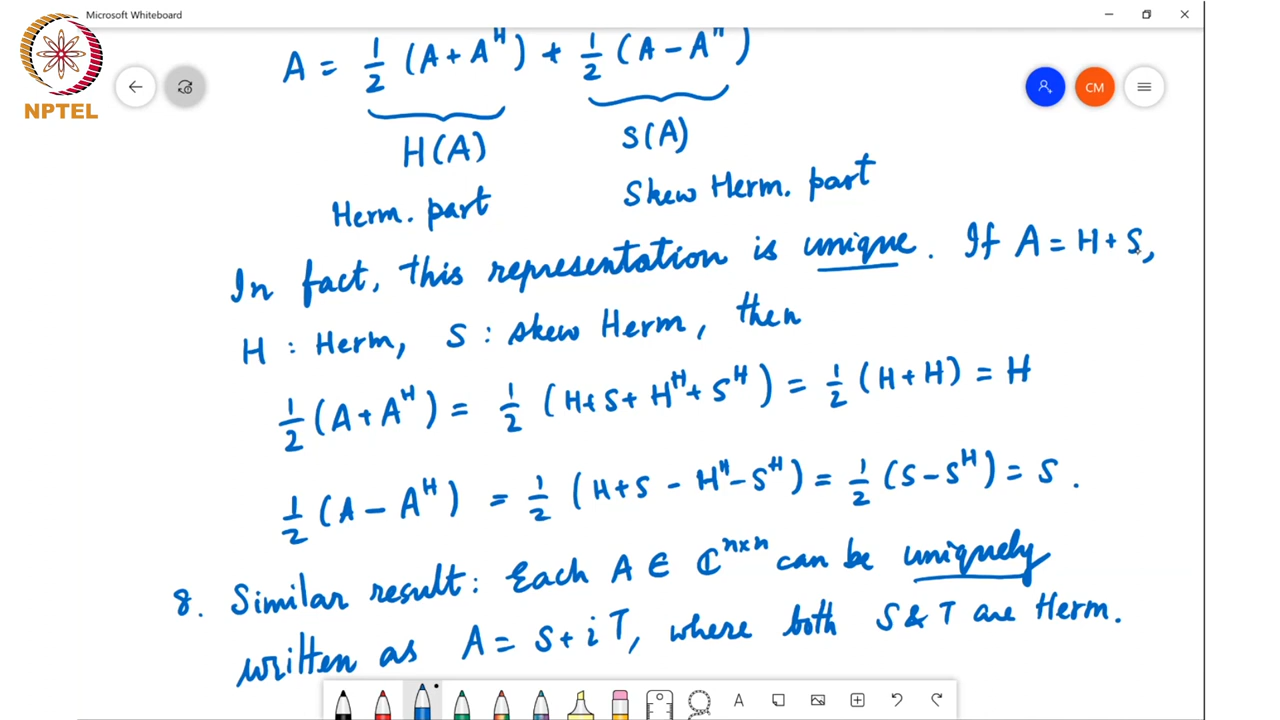 Microsoft Whiteboard
NPTEL
CM
A = 1/2 (A + A^H) + 1/2 (A - A^H)
H(A) S(A)
Herm. part Skew Herm. part
In fact, this representation is unique. If A = H + S,
H : Herm, S : skew Herm, then
1/2 (A + A^H) = 1/2 (H + S + H^H + S^H) = 1/2 (H + H) = H
1/2 (A - A^H) = 1/2 (H + S - H^H - S^H) = 1/2 (S - S^H) = S.
8. Similar result: Each A ∈ ℂ^{n×n} can be uniquely
written as A = S + iT, where both S & T are Herm.
A